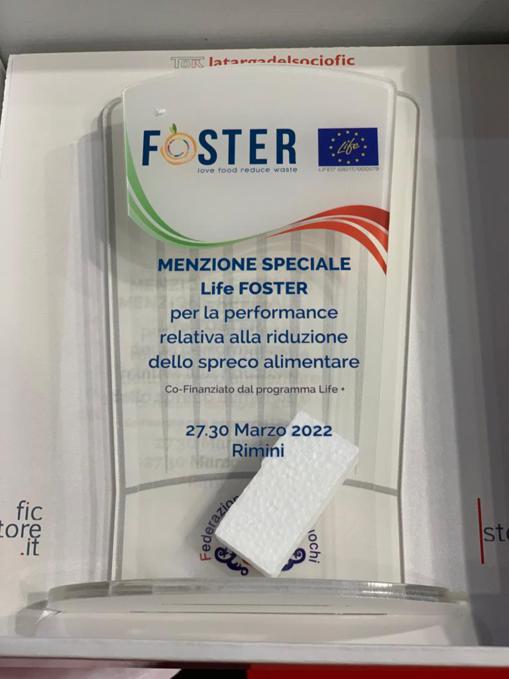 latargadelsociofic
FOSTER
love food reduce waste
Life
MENZIONE SPECIALE
Life FOSTER
per la performance
relativa alla riduzione
dello spreco alimentare
Co-Finanziato dal programma Life +
27.30 Marzo 2022
Rimini
fic
tore
.it
Federazion
uochi
st